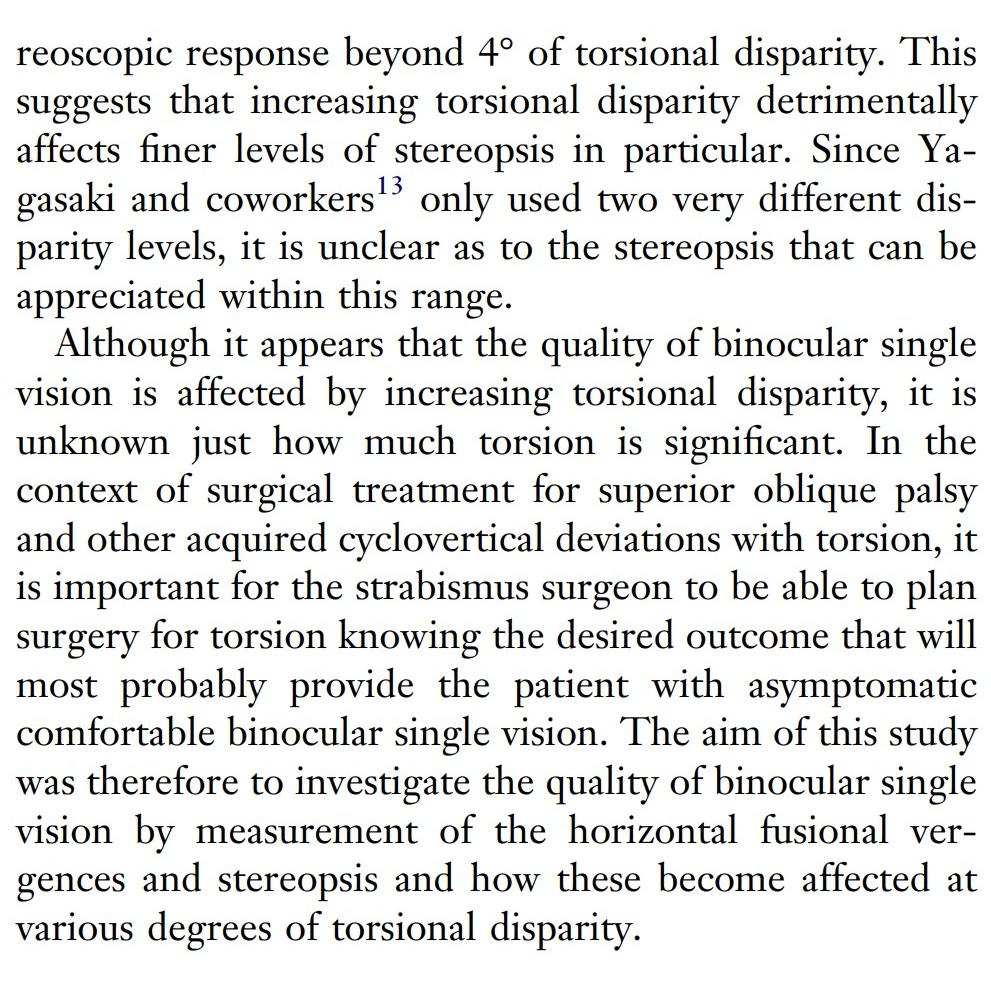 reoscopic response beyond 4° of torsional disparity. This
suggests that increasing torsional disparity detrimentally
affects finer levels of stereopsis in particular. Since Ya-
gasaki and coworkers13 only used two very different dis-
parity levels, it is unclear as to the stereopsis that can be
appreciated within this range.
Although it appears that the quality of binocular single
vision is affected by increasing torsional disparity, it is
unknown just how much torsion is significant. In the
context of surgical treatment for superior oblique palsy
and other acquired cyclovertical deviations with torsion, it
is important for the strabismus surgeon to be able to plan
surgery for torsion knowing the desired outcome that will
most probably provide the patient with asymptomatic
comfortable binocular single vision. The aim of this study
was therefore to investigate the quality of binocular single
vision by measurement of the horizontal fusional ver-
gences and stereopsis and how these become affected at
various degrees of torsional disparity.